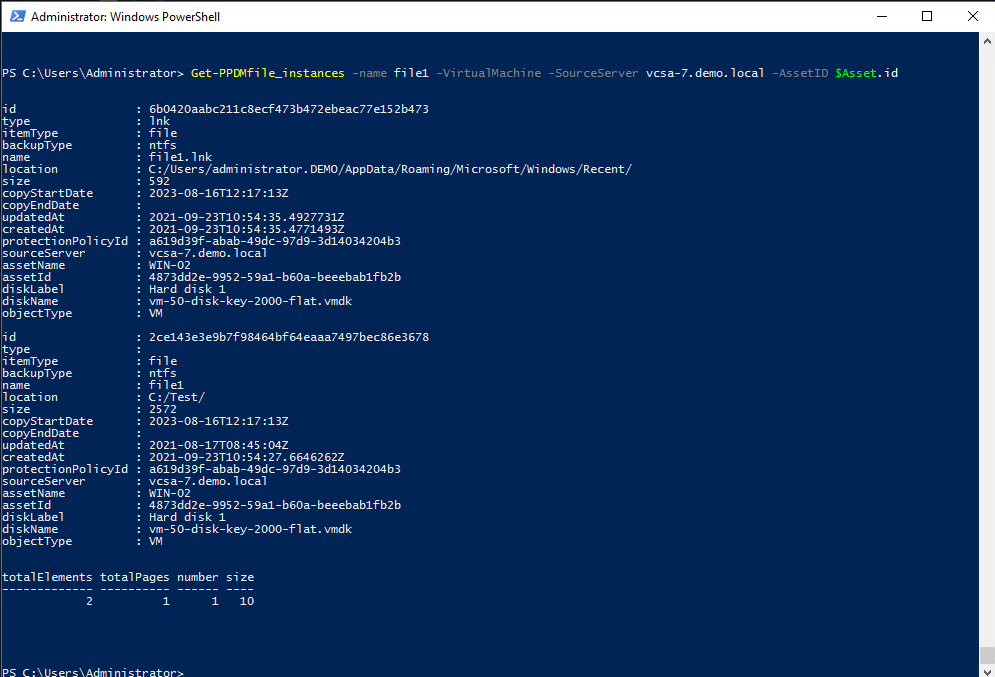 Administrator: Windows PowerShell
PS C:\Users\Administrator> Get-PPDMfile_instances -name file1 -VirtualMachine -SourceServer vcsa-7.demo.local -AssetID $Asset.id
id : 6b0420aabc211c8ecf473b472ebeac77e152b473
type : lnk
itemType : file
backupType : ntfs
name : file1.lnk
location : C:/Users/administrator.DEMO/AppData/Roaming/Microsoft/Windows/Recent/
size : 592
copyStartDate : 2023-08-16T12:17:13Z
copyEndDate :
updatedAt : 2021-09-23T10:54:35.4927731Z
createdAt : 2021-09-23T10:54:35.4771493Z
protectionPolicyId : a619d39f-abab-49dc-97d9-3d14034204b3
sourceServer : vcsa-7.demo.local
assetName : WIN-02
assetId : 4873dd2e-9952-59a1-b60a-beeebab1fb2b
diskLabel : Hard disk 1
diskName : vm-50-disk-key-2000-flat.vmdk
objectType : VM
id : 2ce143e3e9b7f98464bf64eaaa7497bec86e3678
type :
itemType : file
backupType : ntfs
name : file1
location : C:/Test/
size : 2572
copyStartDate : 2023-08-16T12:17:13Z
copyEndDate :
updatedAt : 2021-08-17T08:45:04Z
createdAt : 2021-09-23T10:54:27.6646262Z
protectionPolicyId : a619d39f-abab-49dc-97d9-3d14034204b3
sourceServer : vcsa-7.demo.local
assetName : WIN-02
assetId : 4873dd2e-9952-59a1-b60a-beeebab1fb2b
diskLabel : Hard disk 1
diskName : vm-50-disk-key-2000-flat.vmdk
objectType : VM
totalElements totalPages number size
------------- ---------- ------ ----
2 1 1 10
PS C:\Users\Administrator>